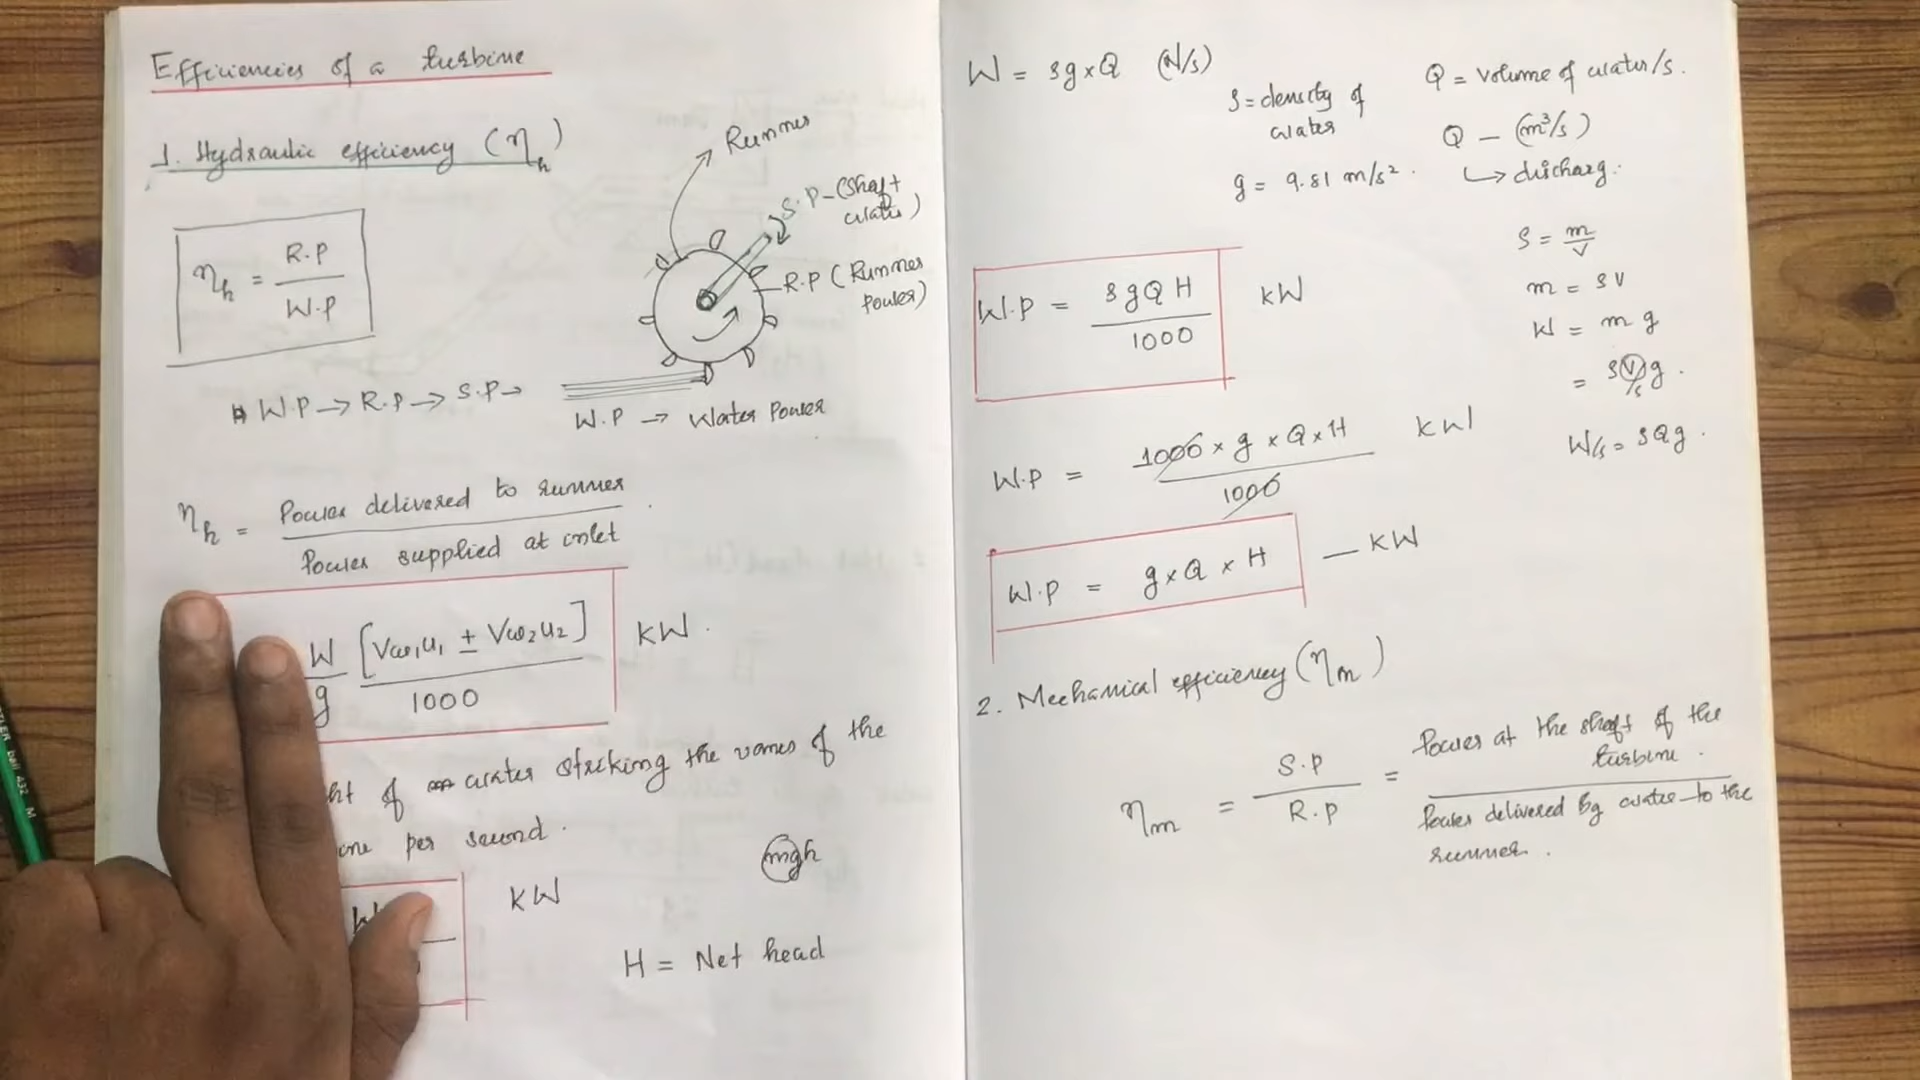 Efficiencies of a turbine
1. Hydraulic efficiency (ηh)
Runner
S.P-(Shaft
water)
R.P (Runner
Power)
ηh = R.P
W.P
W.P → R.P → S.P →
W.P → Water Power
ηh = Power delivered to runner
Power supplied at inlet
W/g [Vw1u1 ± Vw2u2] kW.
1000
ht of water striking the vanes of the
per second.
mgh
kW
H = Net head
W = ρg×Q (N/s)
ρ = density of
water
g = 9.81 m/s².
Q = Volume of water/s.
Q - (m³/s)
↳ discharg.
ρ = m/V
m = ρV
W = mg
= ρ(V)/s g.
W/s = ρQg.
W.P = ρgQH kW
1000
W.P = 1000 × g × Q × H kW
1000
W.P = g×Q × H — KW
2. Mechanical efficiency (ηm)
ηm = S.P = Power at the shaft of the
turbine.
R.P Power delivered by water to the
runner.